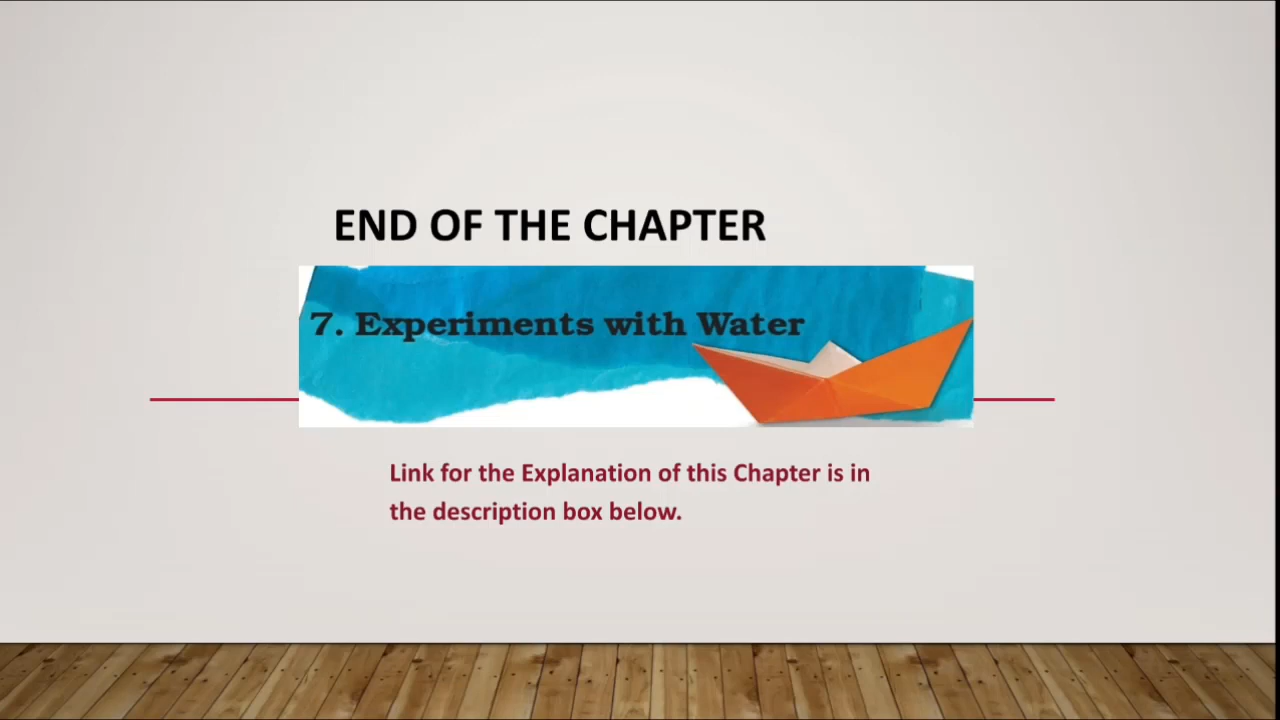 END OF THE CHAPTER
7. Experiments with Water
Link for the Explanation of this Chapter is in
the description box below.